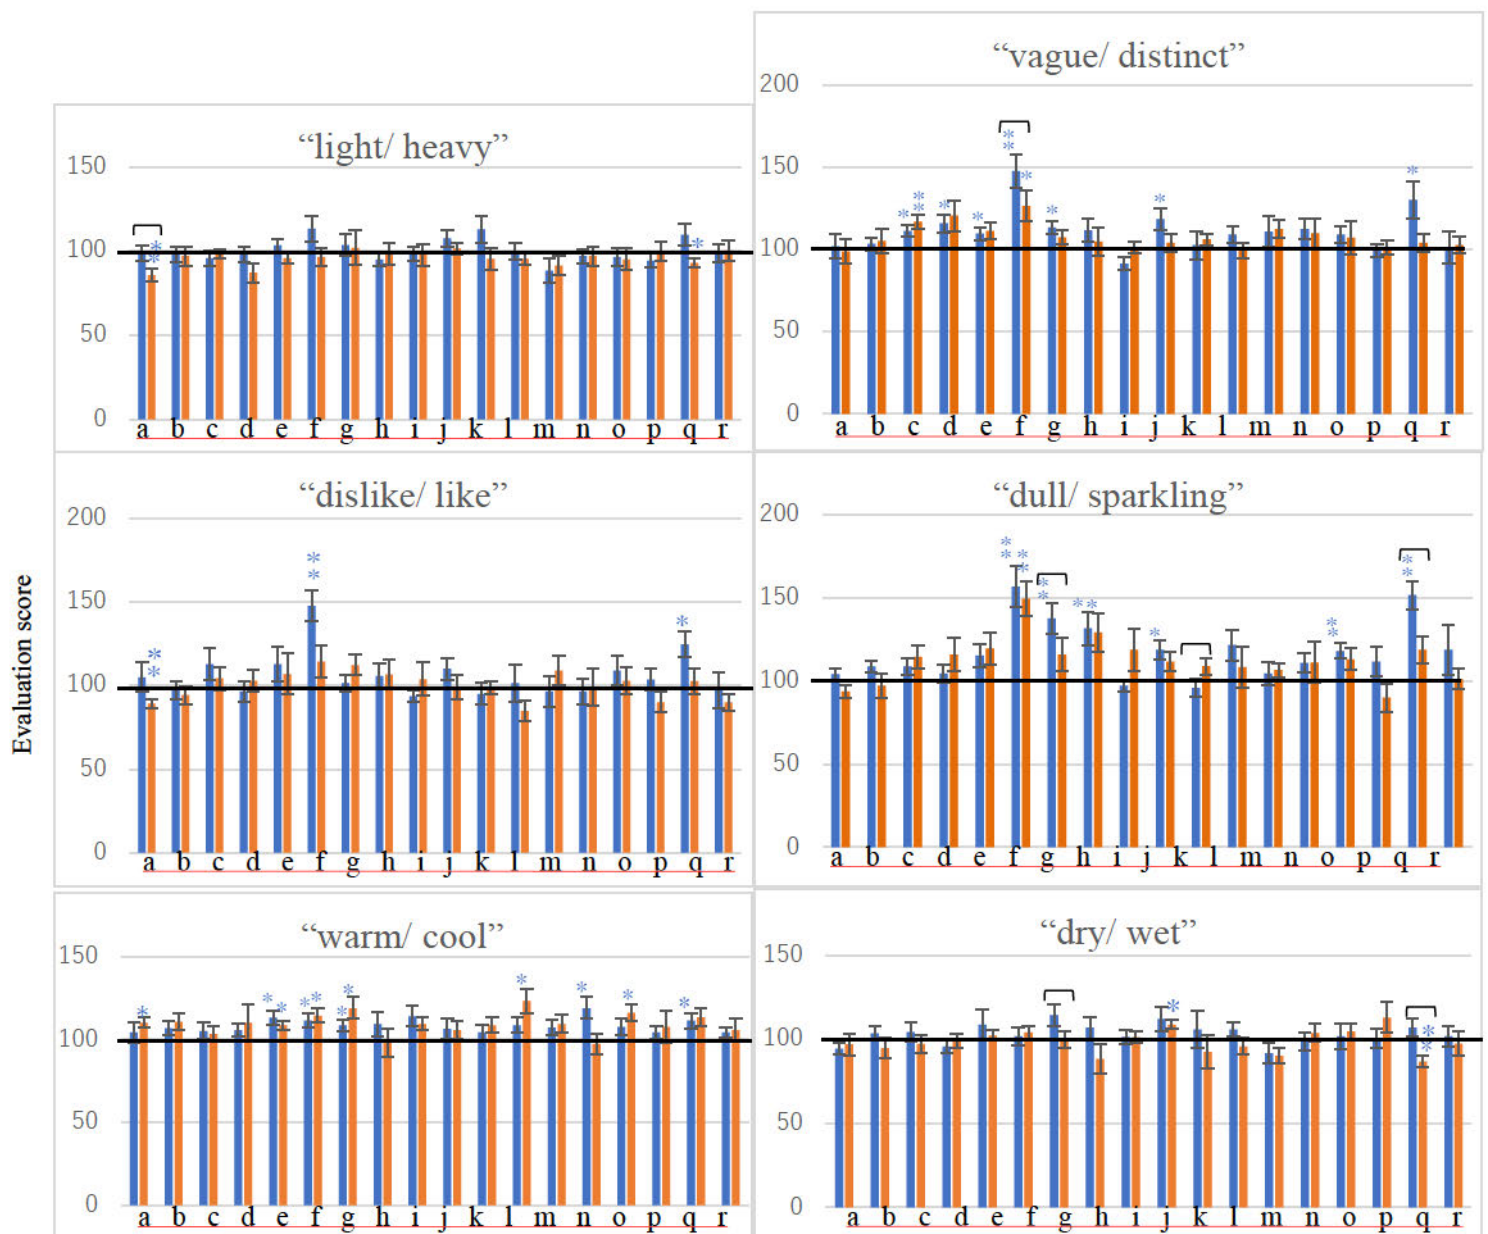 “light/ heavy”
150
100
50
0
a b c d e f g h i j k l m n o p q r
“vague/ distinct”
200
150
100
50
0
a b c d e f g h i j k l m n o p q r
Evaluation score
“dislike/ like”
200
150
100
50
0
a b c d e f g h i j k l m n o p q r
“dull/ sparkling”
200
150
100
50
0
a b c d e f g h i j k l m n o p q r
“warm/ cool”
150
100
50
0
a b c d e f g h i j k l m n o p q r
“dry/ wet”
150
100
50
0
a b c d e f g h i j k l m n o p q r